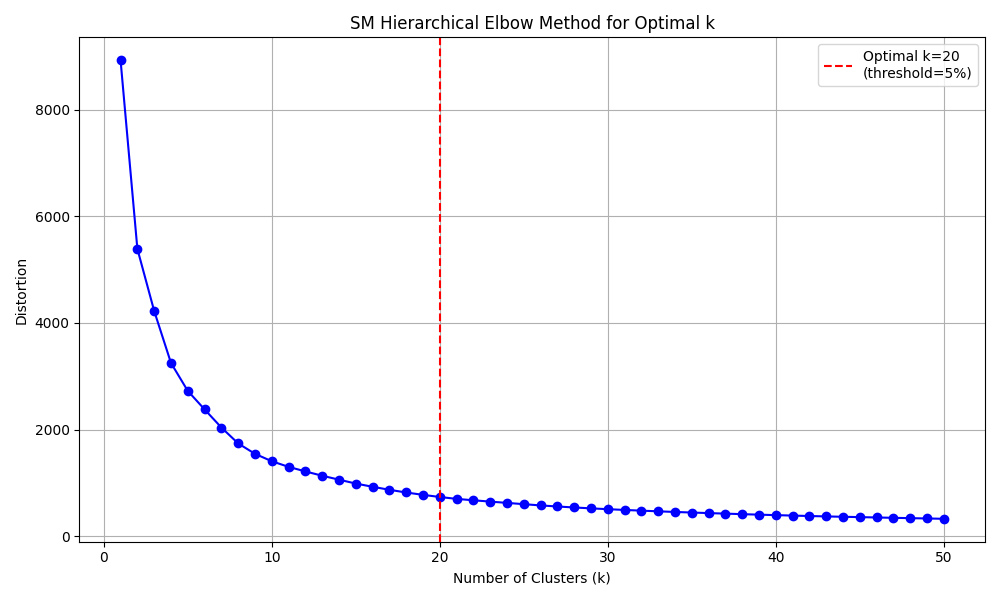 SM Hierarchical Elbow Method for Optimal k
Optimal k=20
(threshold=5%)
Distortion
8000
6000
4000
2000
0
0 10 20 30 40 50
Number of Clusters (k)